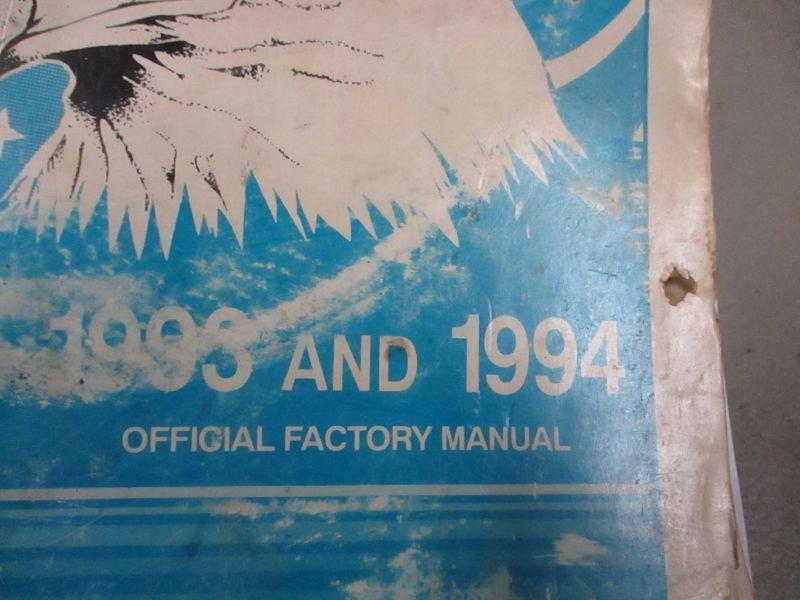 1993 AND 1994
OFFICIAL FACTORY MANUAL